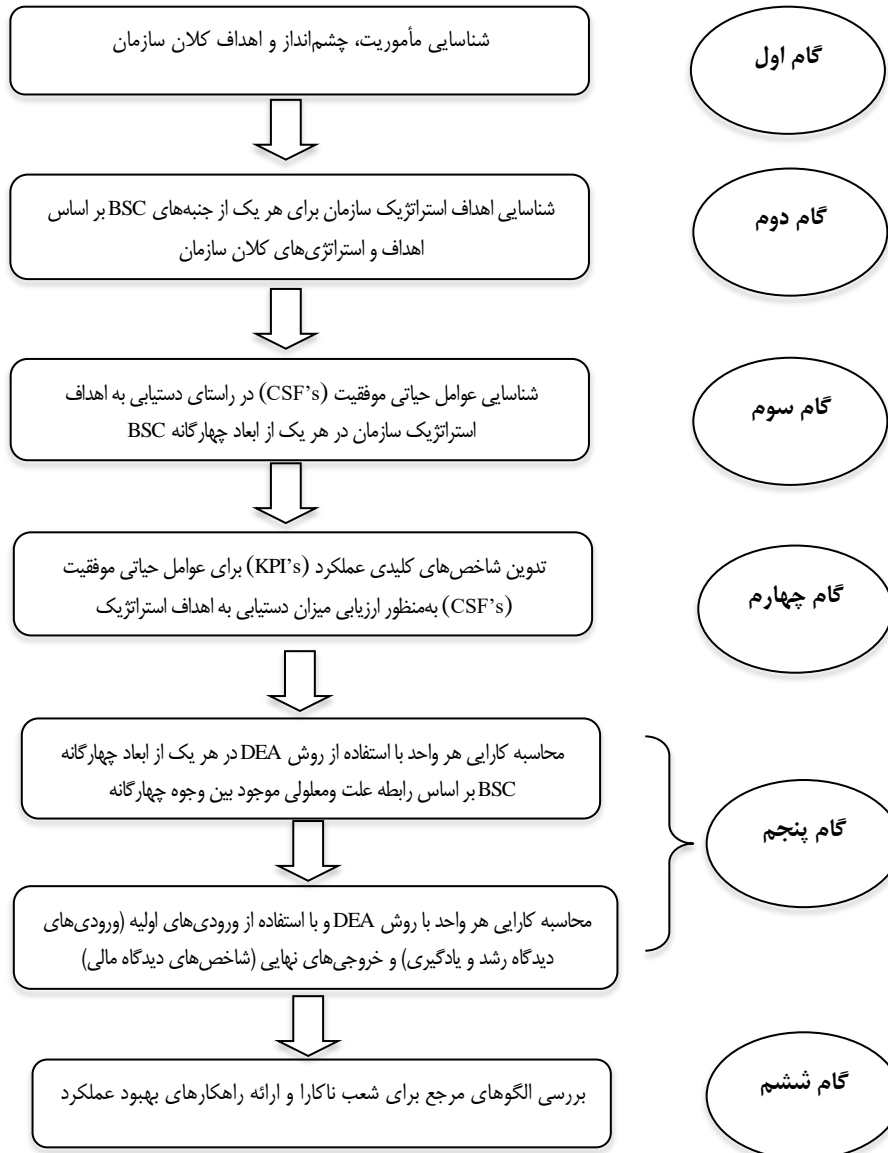 گام اول
شناسایی مأموریت، چشم‌انداز و اهداف کلان سازمان
گام دوم
شناسایی اهداف استراتژیک سازمان برای هر یک از جنبه‌های BSC بر اساس
اهداف و استراتژی‌های کلان سازمان
گام سوم
شناسایی عوامل حیاتی موفقیت (CSF’s) در راستای دستیابی به اهداف
استراتژیک سازمان در هر یک از ابعاد چهارگانه BSC
گام چهارم
تدوین شاخص‌های کلیدی عملکرد (KPI’s) برای عوامل حیاتی موفقیت
(CSF’s) به‌منظور ارزیابی میزان دستیابی به اهداف استراتژیک
گام پنجم
محاسبه کارایی هر واحد با استفاده از روش DEA در هر یک از ابعاد چهارگانه
BSC بر اساس رابطه علت ومعلولی موجود بین وجوه چهارگانه
محاسبه کارایی هر واحد با روش DEA و با استفاده از ورودی‌های اولیه (ورودی‌های
دیدگاه رشد و یادگیری) و خروجی‌های نهایی (شاخص‌های دیدگاه مالی)
گام ششم
بررسی الگوهای مرجع برای شعب ناکارا و ارائه راهکارهای بهبود عملکرد